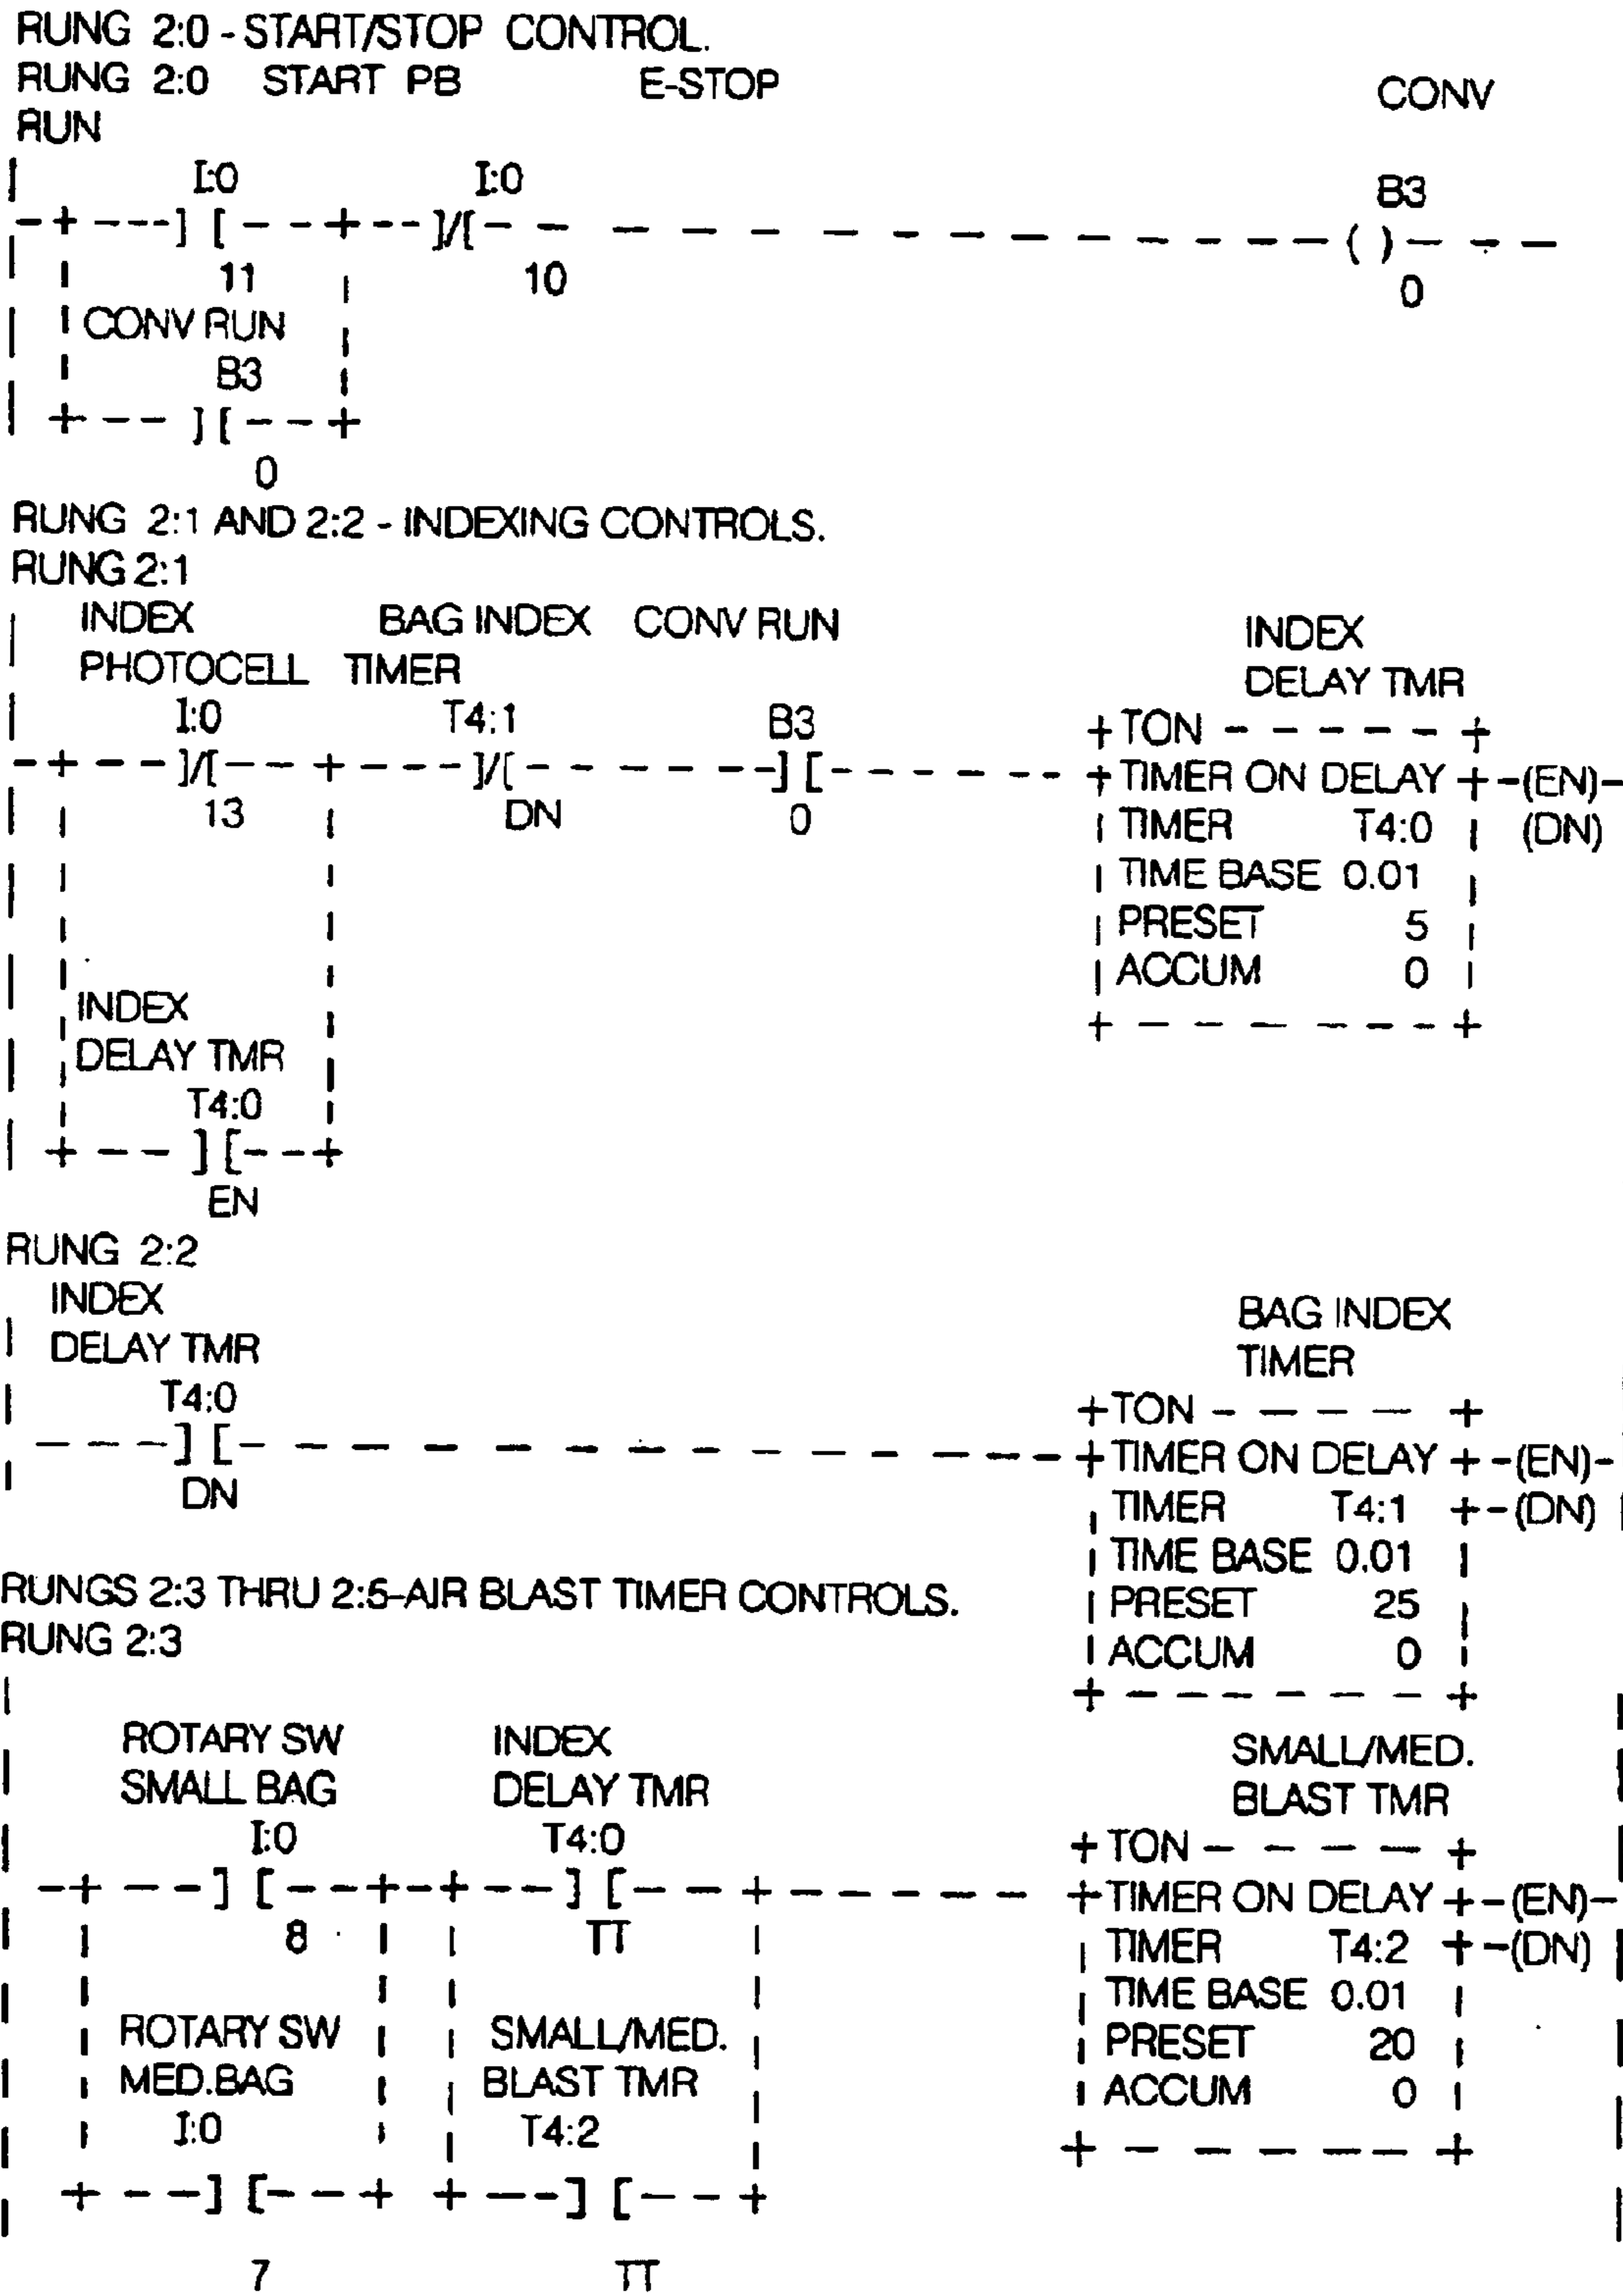 RUNG 2:0 - START/STOP CONTROL.
RUNG 2:0 START PB E-STOP CONV
RUN
I:0 I:0 B3
-+ ---] [--+--]/[- - - - - - - - - - - - - ---( )- - -
11 10 0
CONV RUN
B3
+-- ] [--+
0
RUNG 2:1 AND 2:2 - INDEXING CONTROLS.
RUNG 2:1
INDEX BAG INDEX CONV RUN INDEX
PHOTOCELL TIMER DELAY TMR
I:0 T4:1 B3 +TON - - - - - - +
-+---]/[---+----]/[- - - - - --] [- - - - - -- +TIMER ON DELAY +-(EN)-
13 DN 0 TIMER T4:0 (DN)
TIME BASE 0.01
PRESET 5
ACCUM 0
+ - - - - - - - +
INDEX
DELAY TMR
T4:0
+--- ] [--+
EN
RUNG 2:2
INDEX BAG INDEX
DELAY TMR TIMER
T4:0 +TON - - - - +
----] [- - - - - - - - - - - - - - --- +TIMER ON DELAY +-(EN)-
DN TIMER T4:1 +-(DN)
TIME BASE 0.01
PRESET 25
ACCUM 0
+ - - - - - - - +
RUNGS 2:3 THRU 2:5-AIR BLAST TIMER CONTROLS.
RUNG 2:3
ROTARY SW INDEX SMALL/MED.
SMALL BAG DELAY TMR BLAST TMR
I:0 T4:0 +TON - - - - +
-+ --] [--+-+---] [-- + - - - - - - +TIMER ON DELAY +-(EN)-
8 TT TIMER T4:2 +-(DN)
TIME BASE 0.01
PRESET 20
ACCUM 0
+ - - - - - - +
ROTARY SW SMALL/MED.
MED.BAG BLAST TMR
I:0 T4:2
+ --] [--+ +---] [---+
7 TT